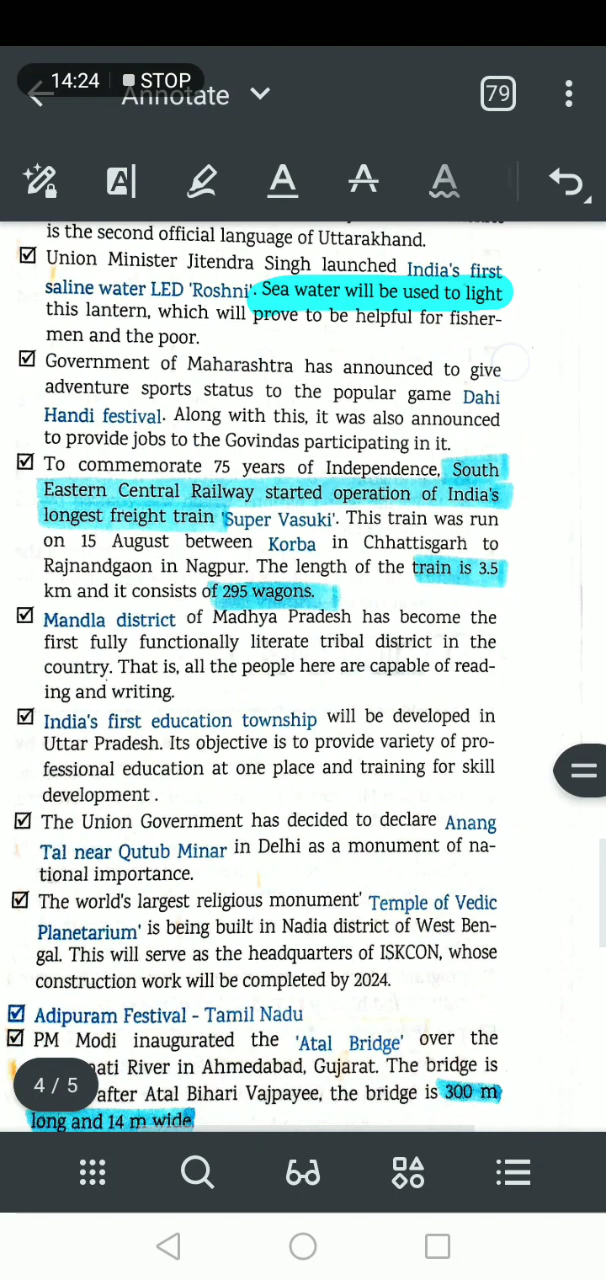 14:24 STOP
Annotate
79
is the second official language of Uttarakhand.
Union Minister Jitendra Singh launched India's first
saline water LED 'Roshni'. Sea water will be used to light
this lantern, which will prove to be helpful for fisher-
men and the poor.
Government of Maharashtra has announced to give
adventure sports status to the popular game Dahi
Handi festival. Along with this, it was also announced
to provide jobs to the Govindas participating in it.
To commemorate 75 years of Independence, South
Eastern Central Railway started operation of India's
longest freight train 'Super Vasuki'. This train was run
on 15 August between Korba in Chhattisgarh to
Rajnandgaon in Nagpur. The length of the train is 3.5
km and it consists of 295 wagons.
Mandla district of Madhya Pradesh has become the
first fully functionally literate tribal district in the
country. That is, all the people here are capable of read-
ing and writing.
India's first education township will be developed in
Uttar Pradesh. Its objective is to provide variety of pro-
fessional education at one place and training for skill
development .
The Union Government has decided to declare Anang
Tal near Qutub Minar in Delhi as a monument of na-
tional importance.
The world's largest religious monument' Temple of Vedic
Planetarium' is being built in Nadia district of West Ben-
gal. This will serve as the headquarters of ISKCON, whose
construction work will be completed by 2024.
Adipuram Festival - Tamil Nadu
PM Modi inaugurated the 'Atal Bridge' over the
ati River in Ahmedabad, Gujarat. The bridge is
4 / 5 after Atal Bihari Vajpayee, the bridge is 300 m
long and 14 m wide